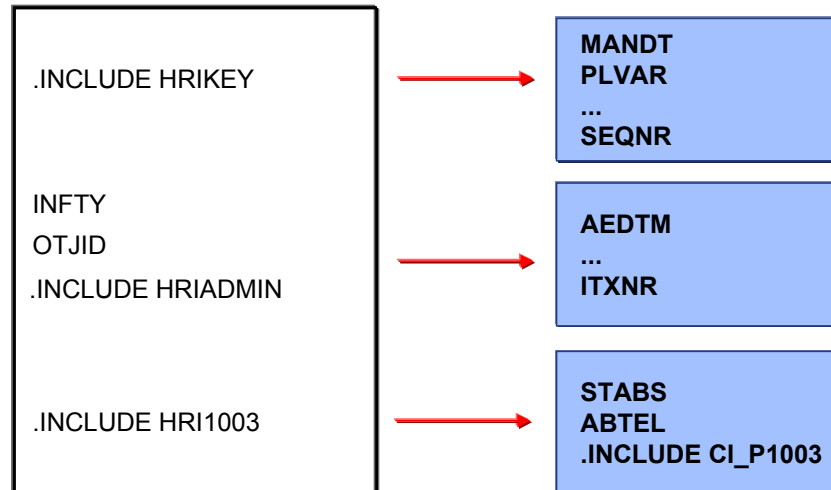 .INCLUDE HRIKEY
MANDT
PLVAR
...
SEQNR
INFTY
OTJID
.INCLUDE HRIADMIN
AEDTM
...
ITXNR
.INCLUDE HRI1003
STABS
ABTEL
.INCLUDE CI_P1003